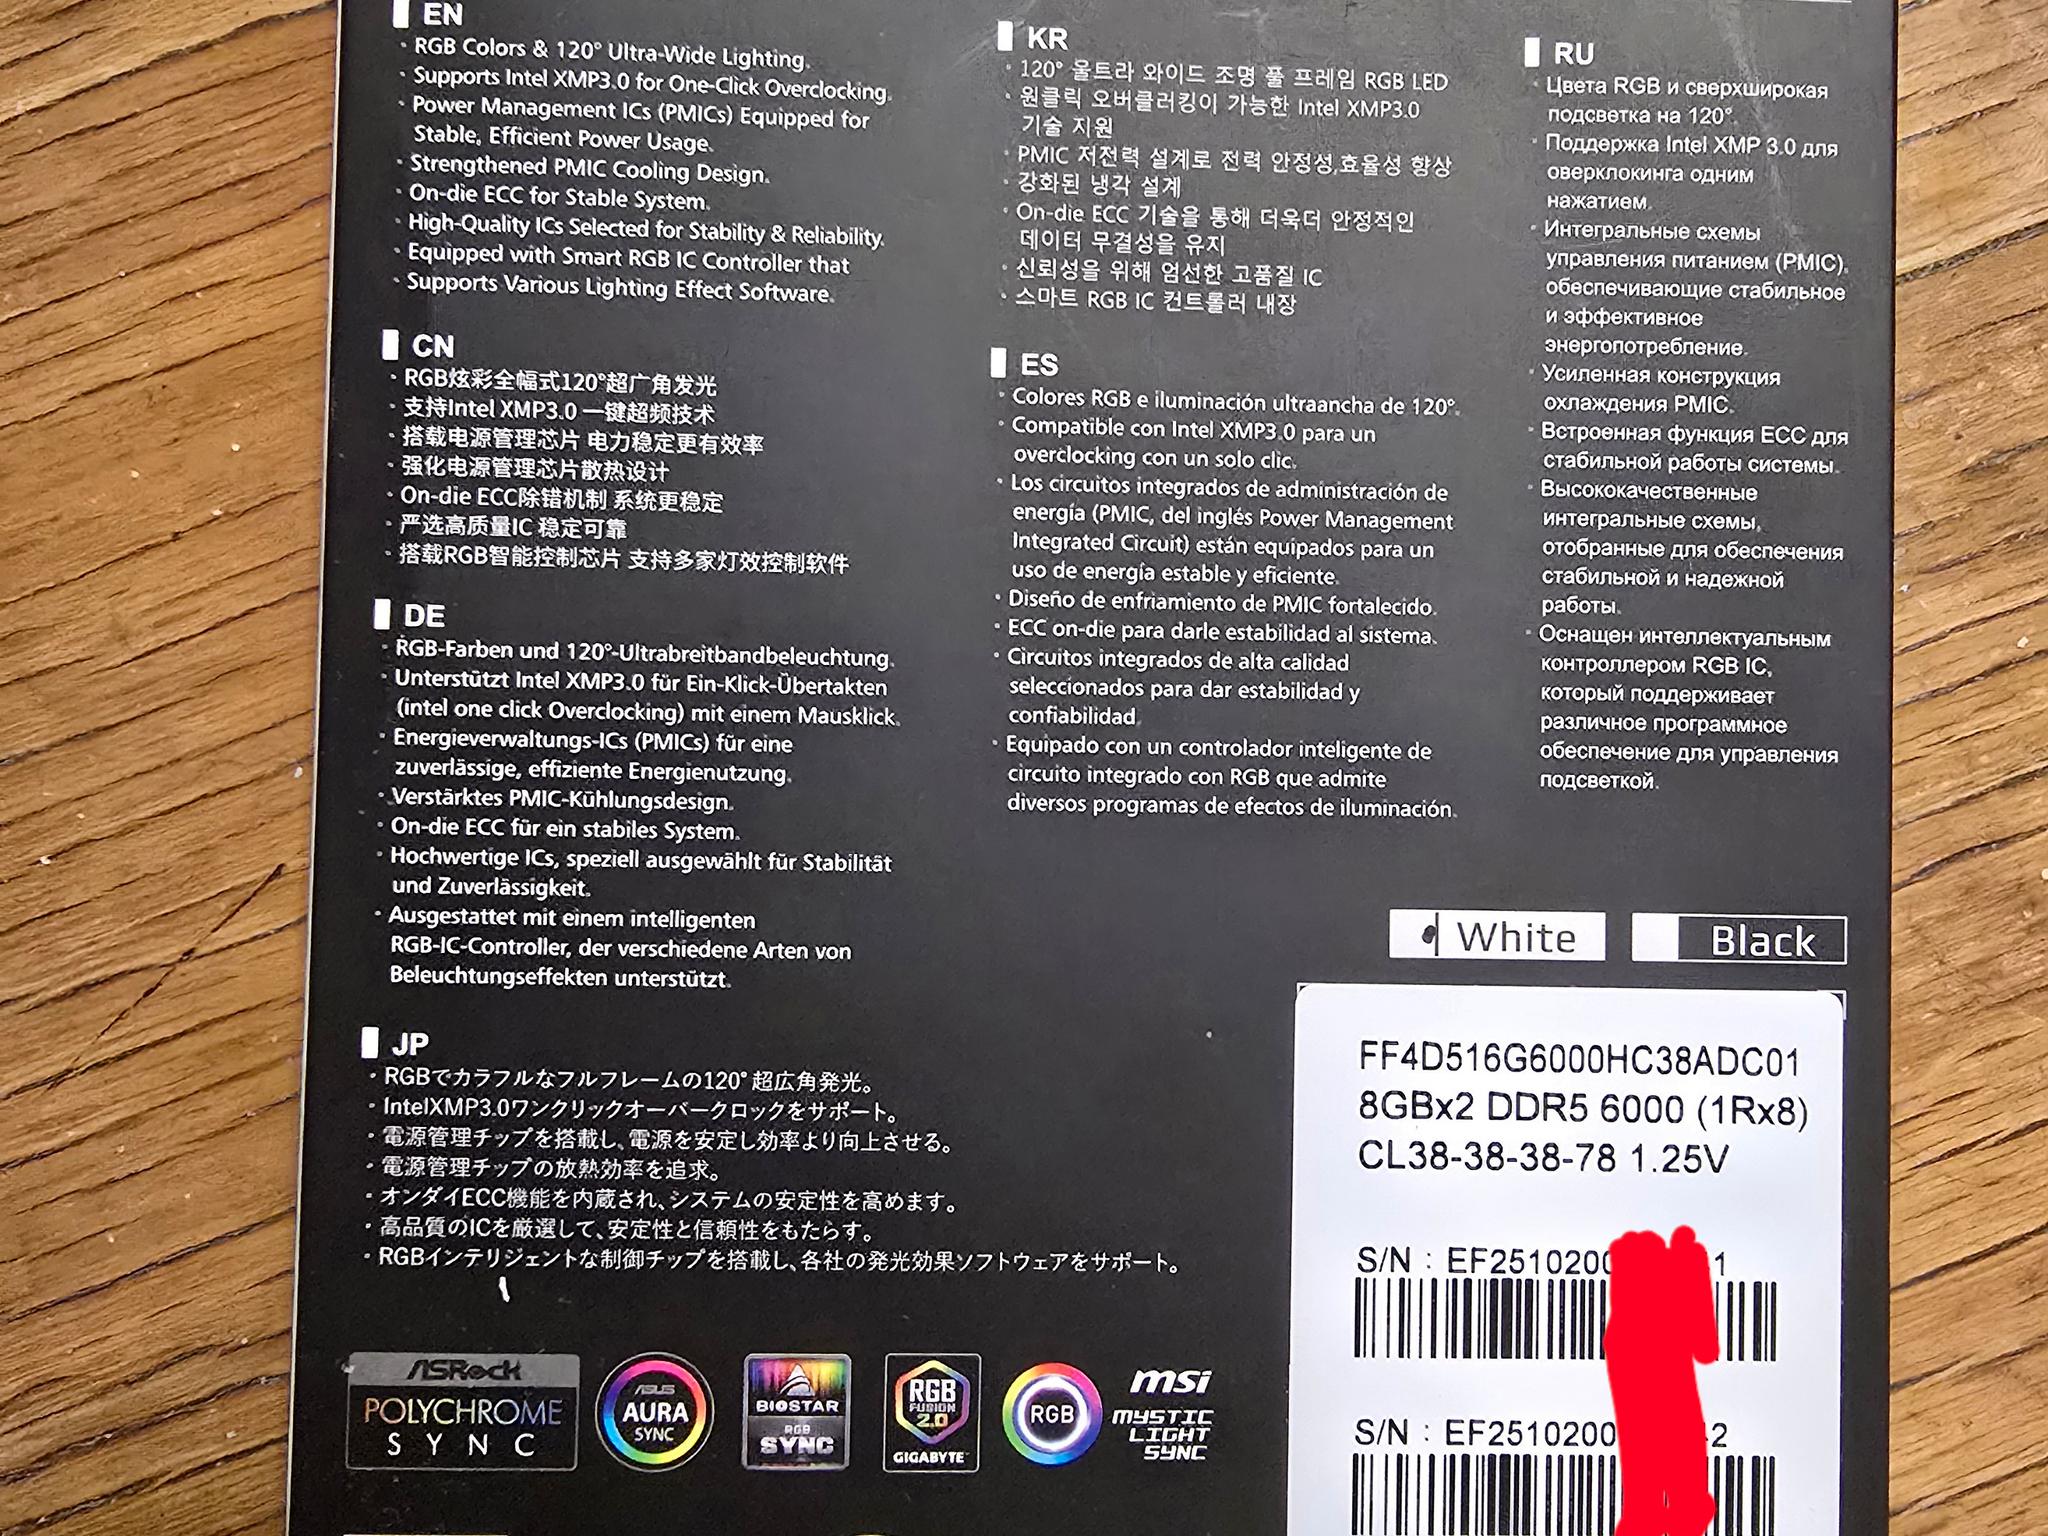 EN
· RGB Colors & 120° Ultra-Wide Lighting.
· Supports Intel XMP3.0 for One-Click Overclocking.
· Power Management ICs (PMICs) Equipped for
Stable, Efficient Power Usage.
· Strengthened PMIC Cooling Design.
· On-die ECC for Stable System.
· High-Quality ICs Selected for Stability & Reliability.
· Equipped with Smart RGB IC Controller that
· Supports Various Lighting Effect Software.
CN
· RGB炫彩全幅式120°超广角发光
· 支持Intel XMP3.0 一键超频技术
· 搭载电源管理芯片 电力稳定更有效率
· 强化电源管理芯片散热设计
· On-die ECC除错机制 系统更稳定
· 严选高质量IC 稳定可靠
· 搭载RGB智能控制芯片 支持多家灯效控制软件
DE
· RGB-Farben und 120°-Ultrabreitbandbeleuchtung.
· Unterstützt Intel XMP3.0 für Ein-Klick-Übertakten
(intel one click Overclocking) mit einem Mausklick.
· Energieverwaltungs-ICs (PMICs) für eine
zuverlässige, effiziente Energienutzung.
· Verstärktes PMIC-Kühlungsdesign.
· On-die ECC für ein stabiles System.
· Hochwertige ICs, speziell ausgewählt für Stabilität
und Zuverlässigkeit.
· Ausgestattet mit einem intelligenten
RGB-IC-Controller, der verschiedene Arten von
Beleuchtungseffekten unterstützt.
JP
· RGBでカラフルなフルフレームの120° 超広角発光。
· IntelXMP3.0ワンクリックオーバークロックをサポート。
· 電源管理チップを搭載し、電源を安定し効率より向上させる。
· 電源管理チップの放熱効率を追求。
· オンダイECC機能を内蔵され、システムの安定性を高めます。
· 高品質のICを厳選して、安定性と信頼性をもたらす。
· RGBインテリジェントな制御チップを搭載し、各社の発光効果ソフトウェアをサポート。
KR
· 120° 울트라 와이드 조명 풀 프레임 RGB LED
· 원클릭 오버클러킹이 가능한 Intel XMP3.0
기술 지원
· PMIC 저전력 설계로 전력 안정성,효율성 향상
· 강화된 냉각 설계
· On-die ECC 기술을 통해 더욱더 안정적인
데이터 무결성을 유지
· 신뢰성을 위해 엄선한 고품질 IC
· 스마트 RGB IC 컨트롤러 내장
ES
· Colores RGB e iluminación ultraancha de 120°.
· Compatible con Intel XMP3.0 para un
overclocking con un solo clic.
· Los circuitos integrados de administración de
energía (PMIC, del inglés Power Management
Integrated Circuit) están equipados para un
uso de energía estable y eficiente.
· Diseño de enfriamiento de PMIC fortalecido.
· ECC on-die para darle estabilidad al sistema.
· Circuitos integrados de alta calidad
seleccionados para dar estabilidad y
confiabilidad.
· Equipado con un controlador inteligente de
circuito integrado con RGB que admite
diversos programas de efectos de iluminación.
RU
· Цвета RGB и сверхширокая
подсветка на 120°.
· Поддержка Intel XMP 3.0 для
оверклокинга одним
нажатием.
· Интегральные схемы
управления питанием (PMIC),
обеспечивающие стабильное
и эффективное
энергопотребление.
· Усиленная конструкция
охлаждения PMIC.
· Встроенная функция ECC для
стабильной работы системы.
· Высококачественные
интегральные схемы,
отобранные для обеспечения
стабильной и надежной
работы.
· Оснащен интеллектуальным
контроллером RGB IC,
который поддерживает
различное программное
обеспечение для управления
подсветкой.
White
Black
FF4D516G6000HC38ADC01
8GBx2 DDR5 6000 (1Rx8)
CL38-38-38-78 1.25V
S/N : EF2510200 1
S/N : EF2510200 -2
ASRock
POLYCHROME
SYNC
ASUS
AURA
SYNC
BIOSTAR
RGB
SYNC
RGB
FUSION
2.0
GIGABYTE
RGB
msi
MYSTIC
LIGHT
SYNC